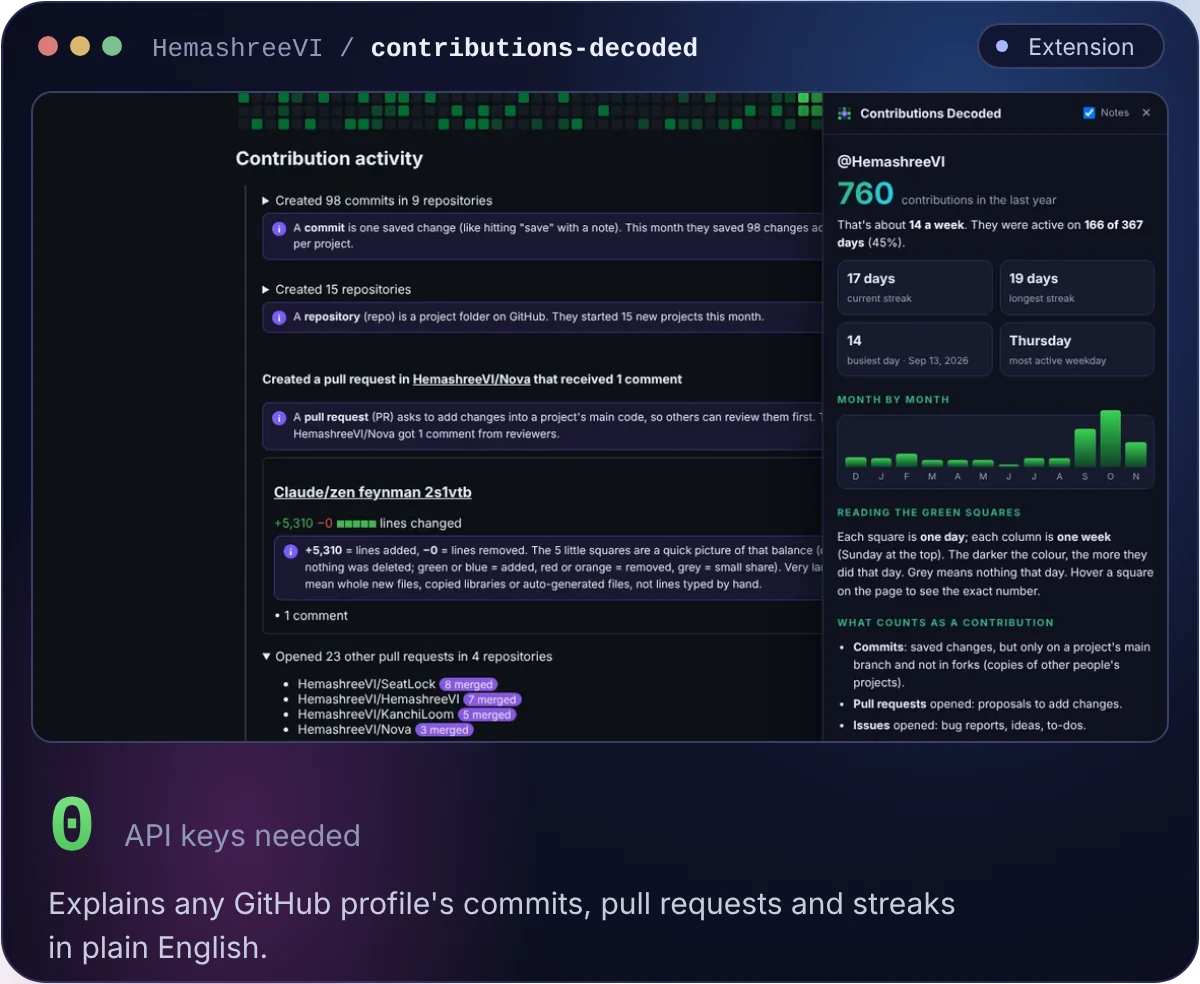 HemashreeVI / contributions-decoded
Extension
Contribution activity
Created 98 commits in 9 repositories
A commit is one saved change (like hitting "save" with a note). This month they saved 98 changes
per project.
Created 15 repositories
A repository (repo) is a project folder on GitHub. They started 15 new projects this month.
Created a pull request in HemashreeVI/Nova that received 1 comment
A pull request (PR) asks to add changes into a project's main code, so others can review them first.
HemashreeVI/Nova got 1 comment from reviewers.
Claude/zen feynman 2s1vtb
+5,310 −0 lines changed
+5,310 = lines added, −0 = lines removed. The 5 little squares are a quick picture of that balance
nothing was deleted; green or blue = added, red or orange = removed, grey = small share). Very
mean whole new files, copied libraries or auto-generated files, not lines typed by hand.
• 1 comment
Opened 23 other pull requests in 4 repositories
• HemashreeVI/SeatLock 8 merged
• HemashreeVI/HemashreeVI 7 merged
• HemashreeVI/KanchiLoom 5 merged
• HemashreeVI/Nova 3 merged
Contributions Decoded
Notes ×
@HemashreeVI
760 contributions in the last year
That's about 14 a week. They were active on 166 of 367
days (45%).
17 days
current streak
19 days
longest streak
14
busiest day · Sep 13, 2026
Thursday
most active weekday
MONTH BY MONTH
D J F M A M J J A S O N
READING THE GREEN SQUARES
Each square is one day; each column is one week
(Sunday at the top). The darker the colour, the more they
did that day. Grey means nothing that day. Hover a square
on the page to see the exact number.
WHAT COUNTS AS A CONTRIBUTION
• Commits: saved changes, but only on a project's main
branch and not in forks (copies of other people's
projects).
• Pull requests opened: proposals to add changes.
• Issues opened: bug reports, ideas, to-dos.
0 API keys needed
Explains any GitHub profile's commits, pull requests and streaks
in plain English.